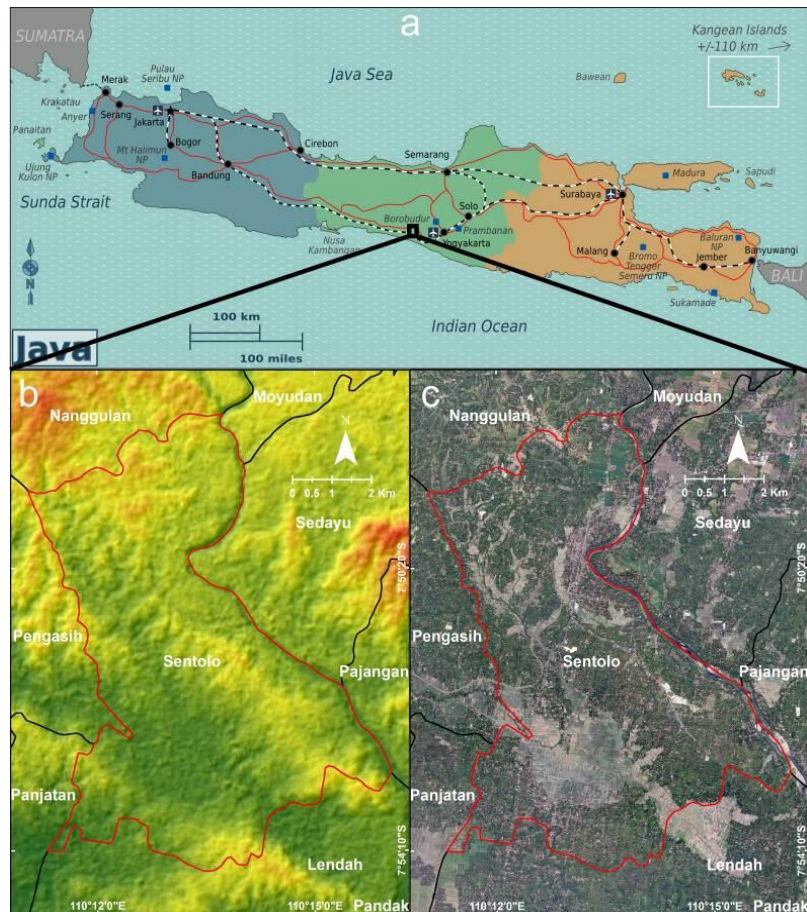 a
SUMATRA
Kangean Islands
+/-110 km
Pulau
Seribu NP
Java Sea
Bawean
Merak
Krakatau
Serang
Anyer
Jakarta
Panaitan
Cirebon
Bogor
Mt Halimun
NP
Semarang
Madura
Sapudi
Ujung
Kulon NP
Bandung
Surabaya
Solo
Sunda Strait
Borobudur
Prambanan
Baluran
NP
Nusa
Kambangan
Yogyakarta
Malang
Bromo
Tengger
Semeru NP
Jember
Banyuwangi
BALI
N
Sukamade
100 km
100 miles
Indian Ocean
Java
b
Nanggulan
Moyudan
N
0 0.5 1 2 Km
Sedayu
7°50'20"S
Pengasih
Sentolo
Pajangan
Panjatan
7°54'10"S
Lendah
110°12'0"E
110°15'0"E
Pandak
c
Nanggulan
Moyudan
N
0 0.5 1 2 Km
Sedayu
7°50'20"S
Pengasih
Sentolo
Pajangan
Panjatan
7°54'10"S
Lendah
110°12'0"E
110°15'0"E
Pandak